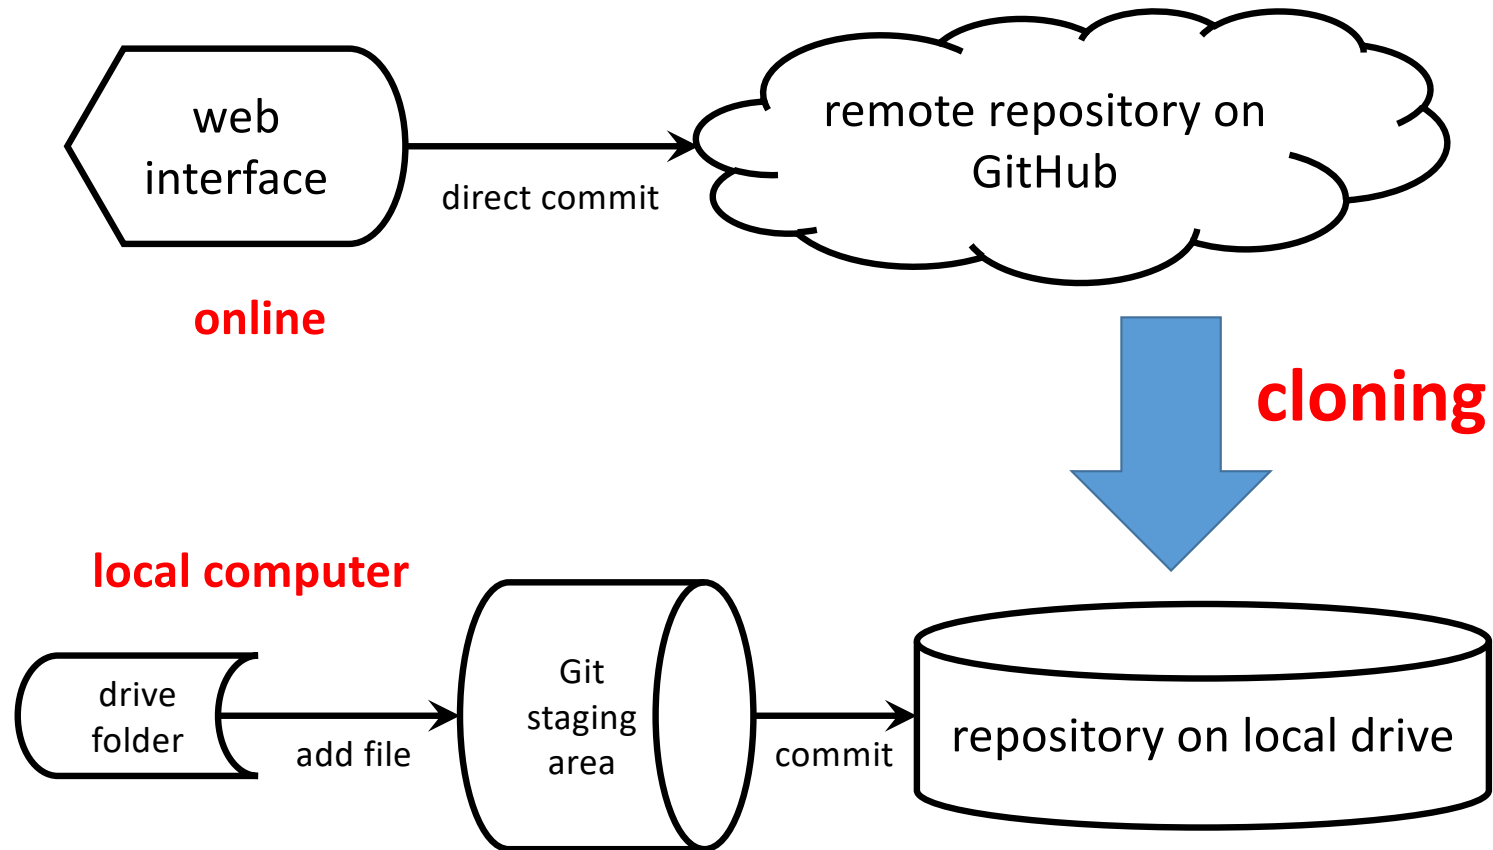 web
interface
direct commit
remote repository on
GitHub
online
cloning
local computer
drive
folder
add file
Git
staging
area
commit
repository on local drive